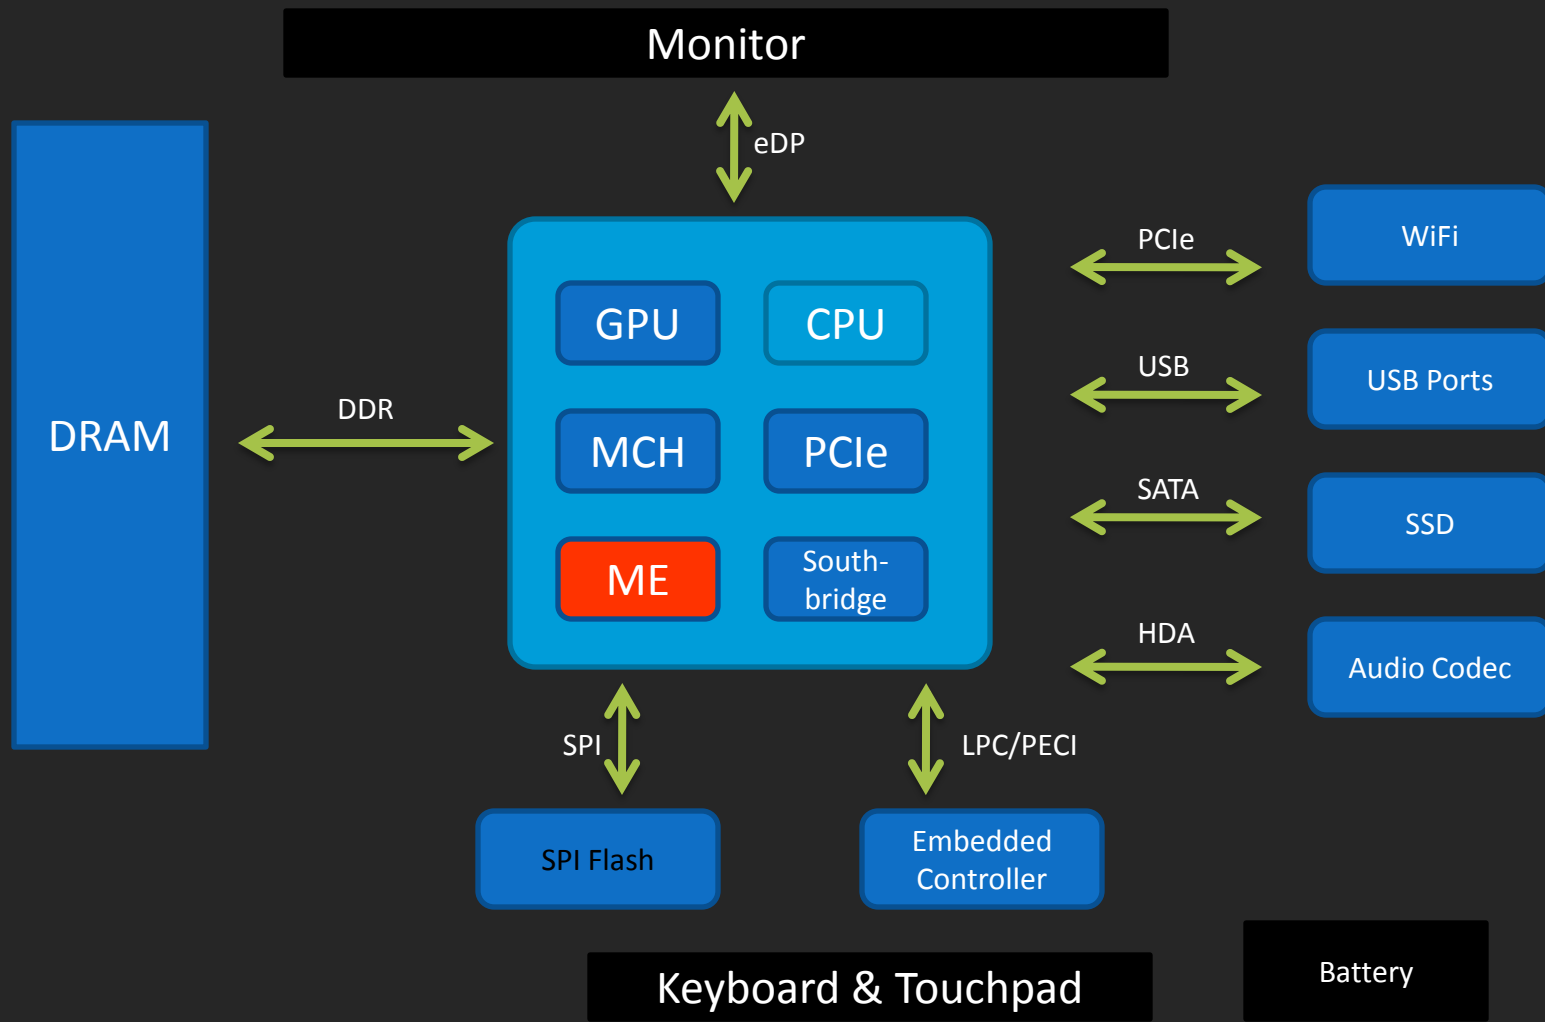 Monitor
eDP
DRAM
DDR
GPU
CPU
MCH
PCIe
ME
South-
bridge
PCIe
WiFi
USB
USB Ports
SATA
SSD
HDA
Audio Codec
SPI
LPC/PECI
SPI Flash
Embedded
Controller
Keyboard & Touchpad
Battery